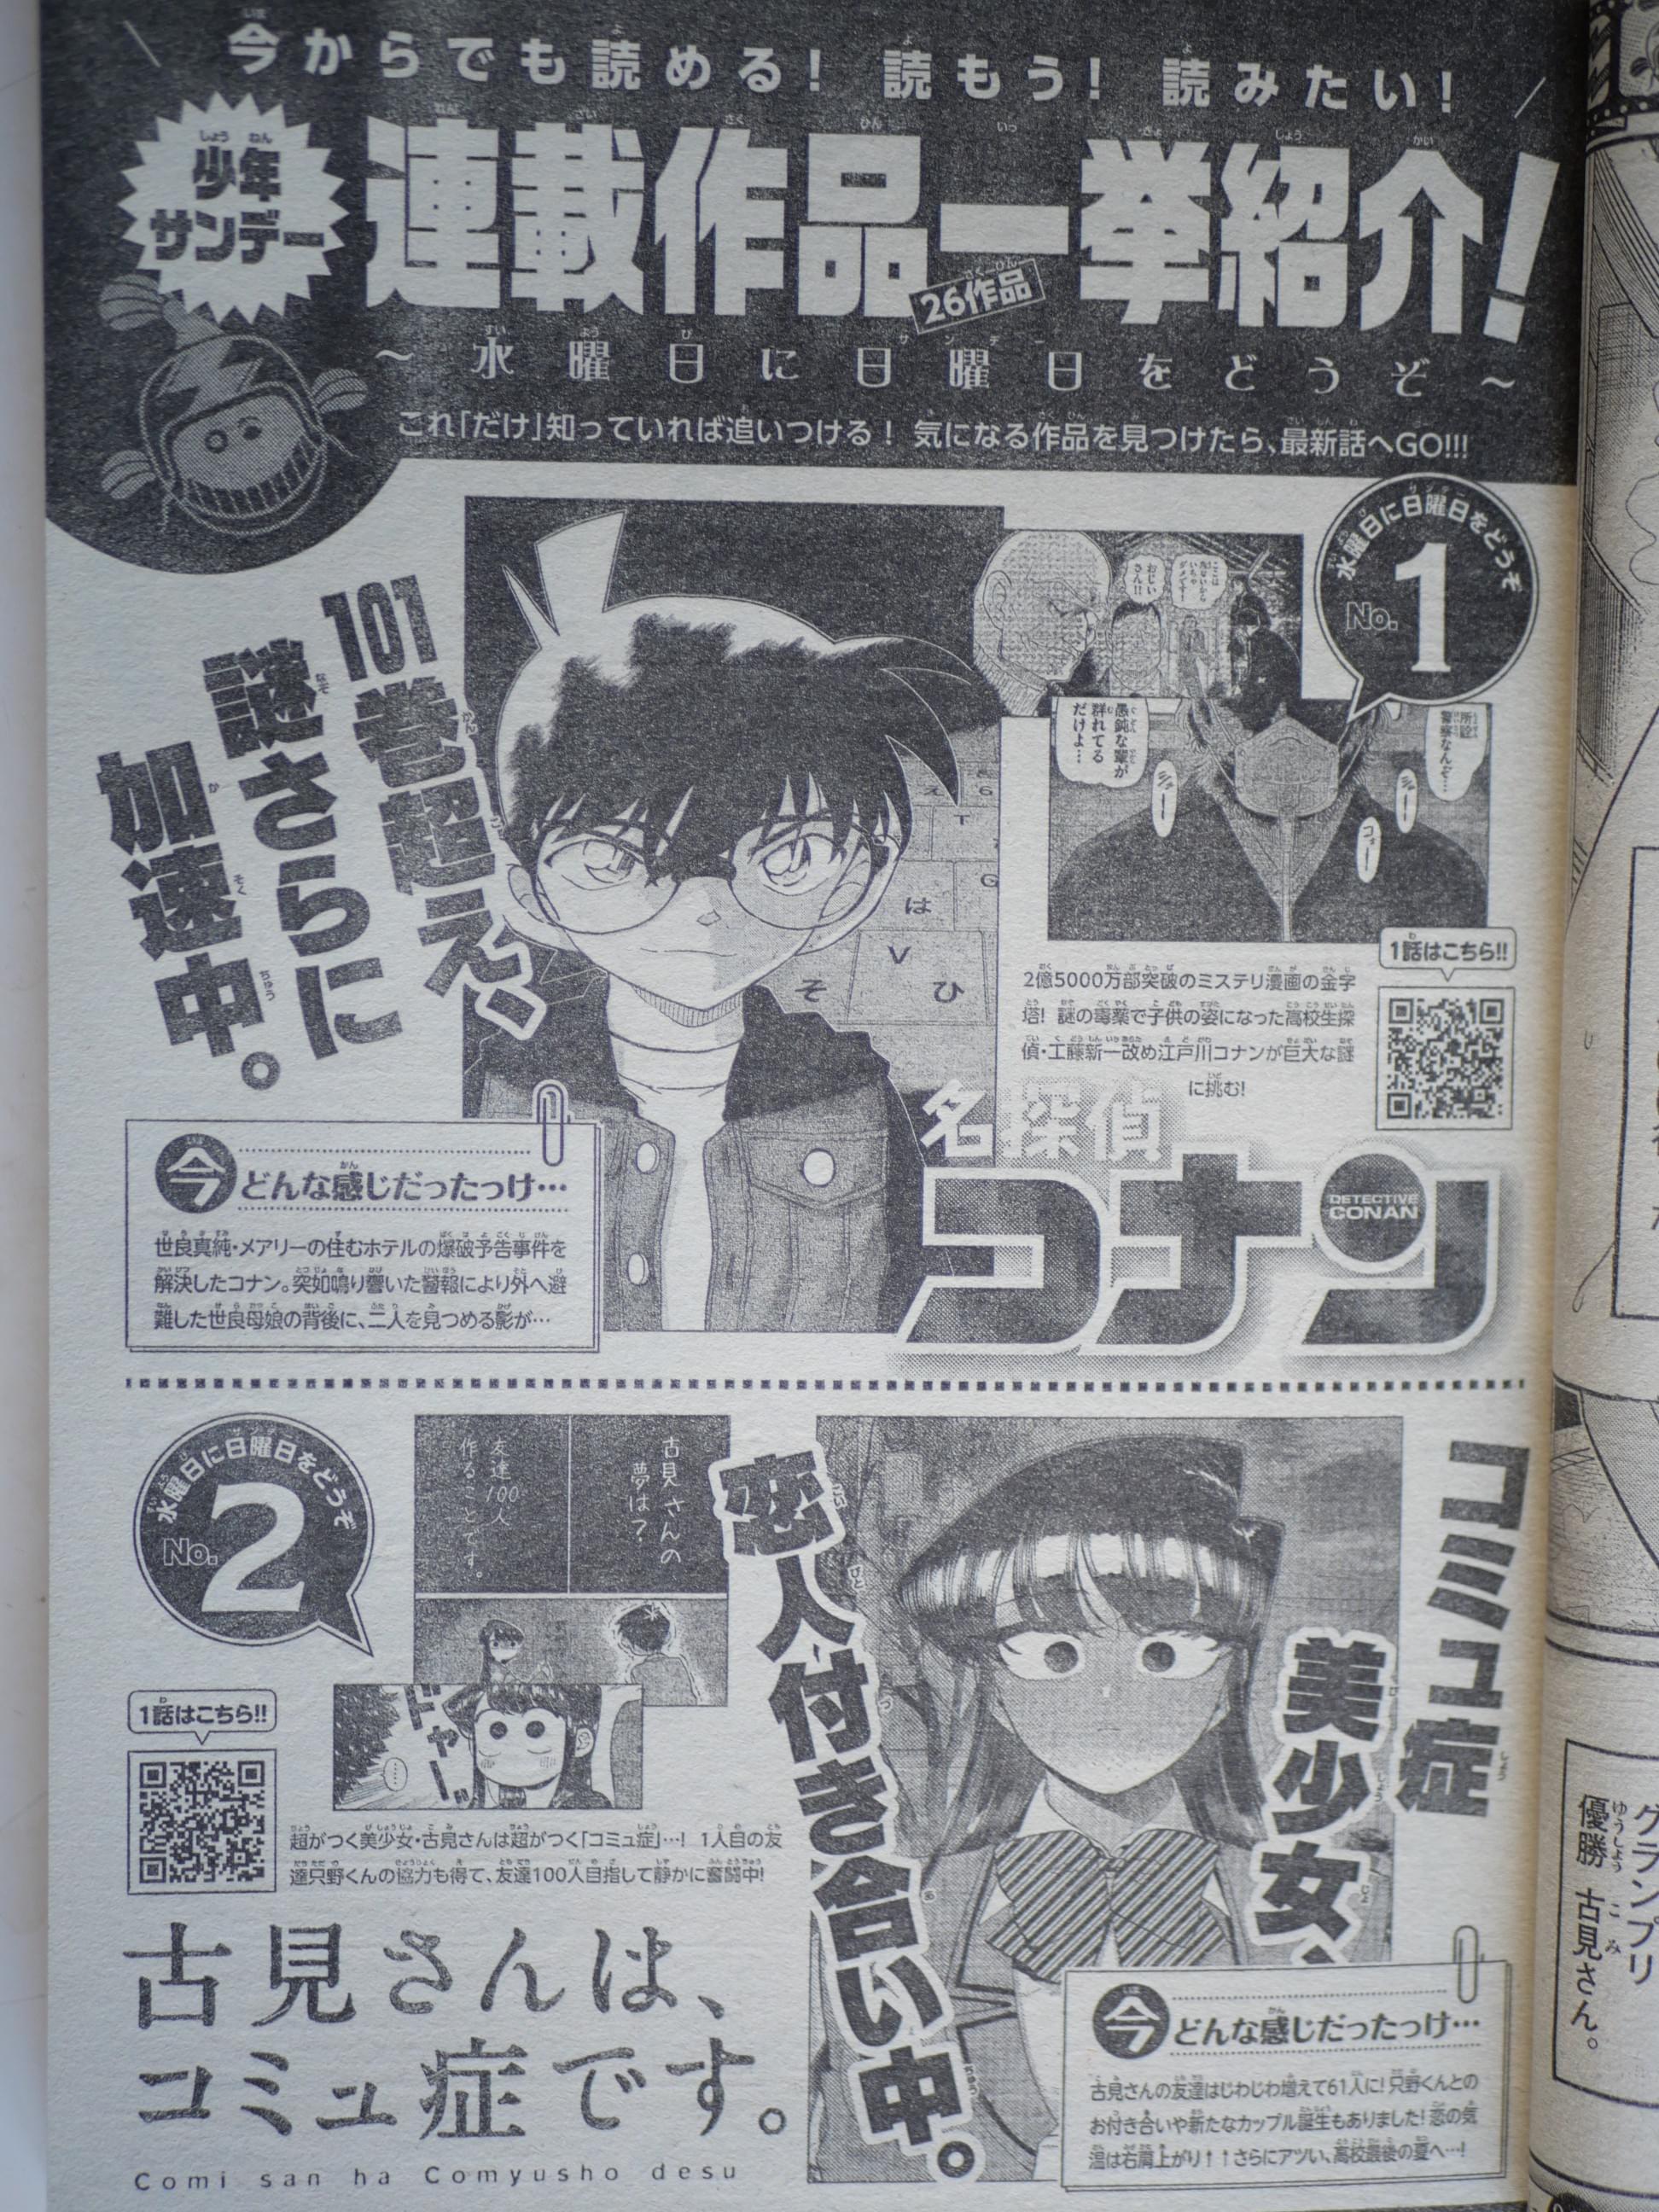 今からでも読める! 読もう! 読みたい!
少年
サンデー
連載作品一挙紹介!
26作品
～水曜日に日曜日をどうぞ～
これ「だけ」知っていれば追いつける! 気になる作品を見つけたら、最新話へGO!!!
水曜日に日曜日をどうぞ
No.1
101巻超え、
謎さらに
加速中。
ここは
危ないから
いちゃ
ダメです!
おじい
さん!!
所詮
警察なんぞ…
愚鈍な輩が
群れてる
だけよ…
1話はこちら!!
2億5000万部突破のミステリ漫画の金字
塔! 謎の毒薬で子供の姿になった高校生探
偵・工藤新一改め江戸川コナンが巨大な謎
に挑む!
名探偵
コナン
DETECTIVE
CONAN
今どんな感じだったっけ…
世良真純・メアリーの住むホテルの爆破予告事件を
解決したコナン。突如鳴り響いた警報により外へ避
難した世良母娘の背後に、二人を見つめる影が…
水曜日に日曜日をどうぞ
No.2
コミュ症
美少女、
恋人付き合い中。
古見さんの
夢は?
友達100人
作ることです。
ドヤーッ
1話はこちら!!
超がつく美少女・古見さんは超がつく「コミュ症」…! 1人目の友
達只野くんの協力も得て、友達100人目指して静かに奮闘中!
古見さんは、
コミュ症です。
Comi san ha Comyusho desu
今どんな感じだったっけ…
古見さんの友達はじわじわ増えて61人に! 只野くんとの
お付き合いや新たなカップル誕生もありました! 恋の気
温は右肩上がり↑↑さらにアツい、高校最後の夏へ…!
グランプリ
優勝 古見さん。